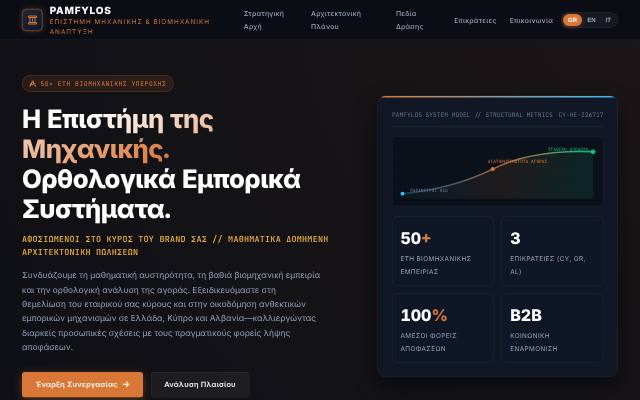 PAMFYLOS
ΕΠΙΣΤΗΜΗ ΜΗΧΑΝΙΚΗΣ & ΒΙΟΜΗΧΑΝΙΚΗ
ΑΝΑΠΤΥΞΗ
Στρατηγική
Αρχή
Αρχιτεκτονική
Πλάνου
Πεδία
Δράσης
Επικράτειες
Επικοινωνία
GR EN IT
50+ ΕΤΗ ΒΙΟΜΗΧΑΝΙΚΗΣ ΥΠΕΡΟΧΗΣ
Η Επιστήμη της
Μηχανικής.
Ορθολογικά Εμπορικά
Συστήματα.
ΑΦΟΣΙΩΜΕΝΟΙ ΣΤΟ ΚΥΡΟΣ ΤΟΥ BRAND ΣΑΣ // ΜΑΘΗΜΑΤΙΚΑ ΔΟΜΗΜΕΝΗ
ΑΡΧΙΤΕΚΤΟΝΙΚΗ ΠΩΛΗΣΕΩΝ
Συνδυάζουμε τη μαθηματική αυστηρότητα, τη βαθιά βιομηχανική εμπειρία
και την ορθολογική ανάλυση της αγοράς. Εξειδικευόμαστε στη
θεμελίωση του εταιρικού σας κύρους και στην οικοδόμηση ανθεκτικών
εμπορικών μηχανισμών σε Ελλάδα, Κύπρο και Αλβανία—καλλιεργώντας
διαρκείς προσωπικές σχέσεις με τους πραγματικούς φορείς λήψης
αποφάσεων.
Έναρξη Συνεργασίας →
Ανάλυση Πλαισίου
PAMFYLOS SYSTEM MODEL // STRUCTURAL METRICS
CY-HE-326717
50+
ΕΤΗ ΒΙΟΜΗΧΑΝΙΚΗΣ
ΕΜΠΕΙΡΙΑΣ
3
ΕΠΙΚΡΑΤΕΙΕΣ (CY, GR,
AL)
100%
ΑΜΕΣΟΙ ΦΟΡΕΙΣ
ΑΠΟΦΑΣΕΩΝ
B2B
ΚΟΙΝΩΝΙΚΗ
ΕΝΑΡΜΟΝΙΣΗ